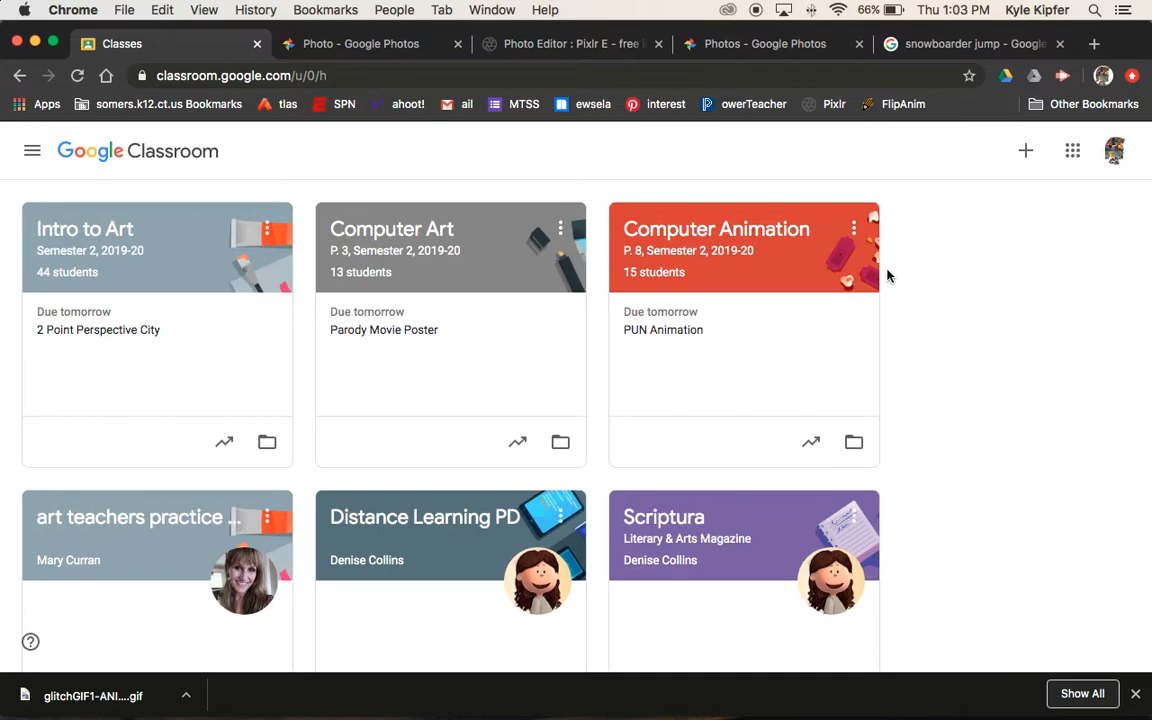 Chrome File Edit View History Bookmarks People Tab Window Help 66% Thu 1:03 PM Kyle Kipfer
Classes Photo - Google Photos Photo Editor : Pixlr E - free i Photos - Google Photos snowboarder jump - Google
classroom.google.com/u/0/h
Apps somers.k12.ct.us Bookmarks tlas SPN ahoot! ail MTSS ewsela interest owerTeacher Pixlr FlipAnim Other Bookmarks
Google Classroom
Intro to Art
Semester 2, 2019-20
44 students
Due tomorrow
2 Point Perspective City
Computer Art
P. 3, Semester 2, 2019-20
13 students
Due tomorrow
Parody Movie Poster
Computer Animation
P. 8, Semester 2, 2019-20
15 students
Due tomorrow
PUN Animation
art teachers practice ...
Mary Curran
Distance Learning PD
Denise Collins
Scriptura
Literary & Arts Magazine
Denise Collins
glitchGIF1-ANI....gif
Show All